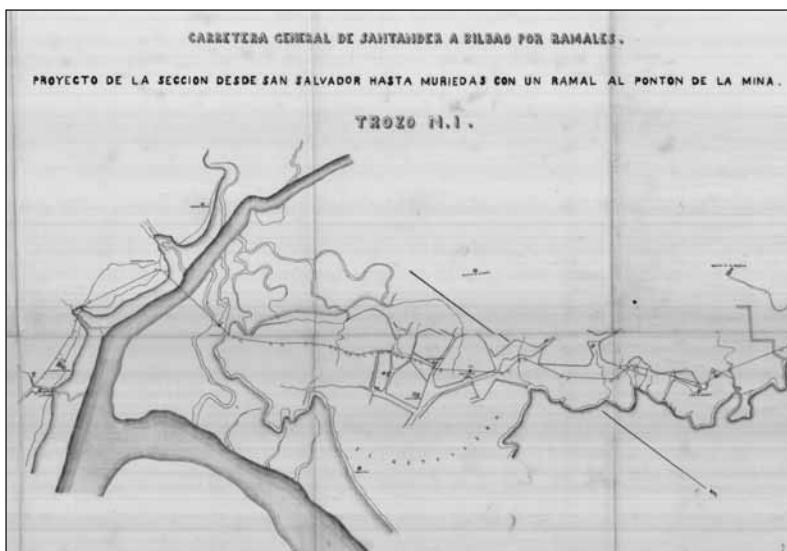 CARRETERA GENERAL DE SANTANDER A BILBAO POR RAMALES.
PROYECTO DE LA SECCION DESDE SAN SALVADOR HASTA MURIEDAS CON UN RAMAL AL PONTON DE LA MINA.
TROZO N.1.